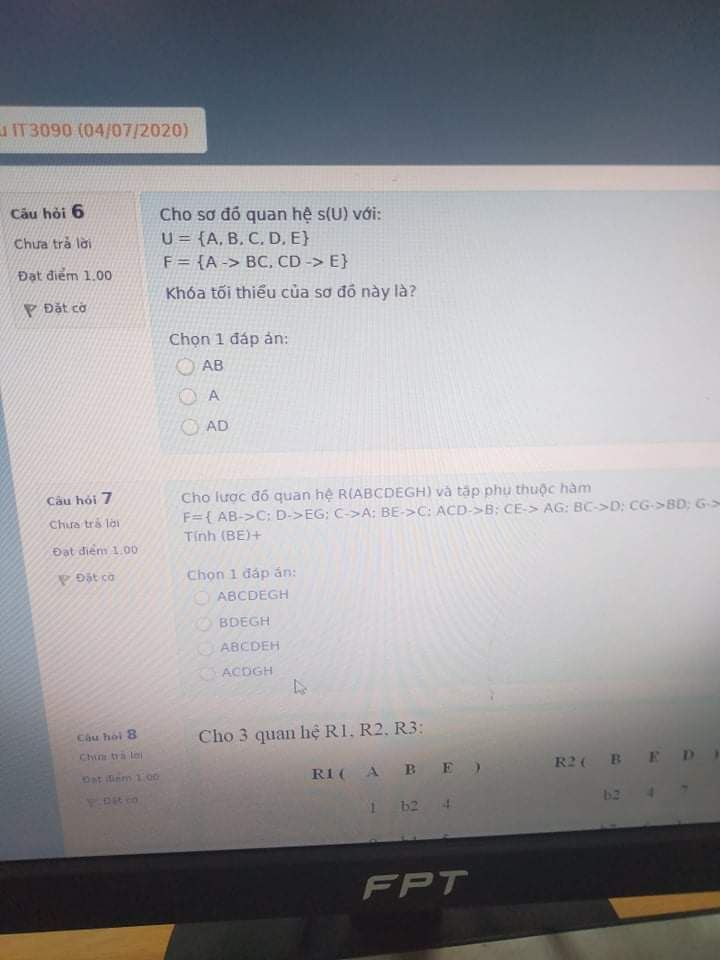 u IT3090 (04/07/2020)
Câu hỏi 6
Chưa trả lời
Đạt điểm 1,00
Đặt cờ
Cho sơ đồ quan hệ s(U) với:
U = {A, B, C, D, E}
F = {A -> BC, CD -> E}
Khóa tối thiểu của sơ đồ này là?
Chọn 1 đáp án:
AB
A
AD
Câu hỏi 7
Chưa trả lời
Đạt điểm 1,00
Đặt cờ
Cho lược đồ quan hệ R(ABCDEGH) và tâp phụ thuộc hàm
F={ AB->C; D->EG; C->A; BE->C; ACD->B; CE-> AG; BC->D; CG->BD; G->
Tính (BE)+
Chọn 1 đáp án:
ABCDEGH
BDEGH
ABCDEH
ACDGH
Câu hỏi 8
Chưa trả lời
Đạt điểm 1,00
Đặt cờ
Cho 3 quan hệ R1, R2, R3:
R1 ( A B E )
1 b2 4
R2 ( B E D
b2 4 7
FPT